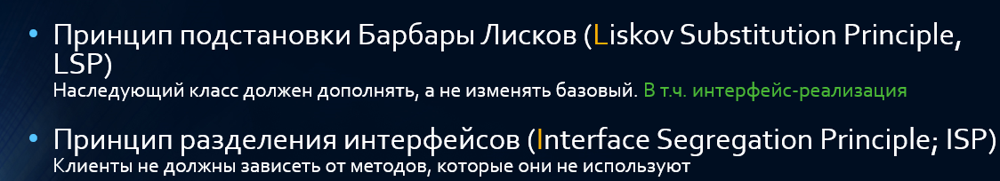 • Принцип подстановки Барбары Лисков (Liskov Substitution Principle,
LSP)
Наследующий класс должен дополнять, а не изменять базовый. В т.ч. интерфейс-реализация
• Принцип разделения интерфейсов (Interface Segregation Principle; ISP)
Клиенты не должны зависеть от методов, которые они не используют